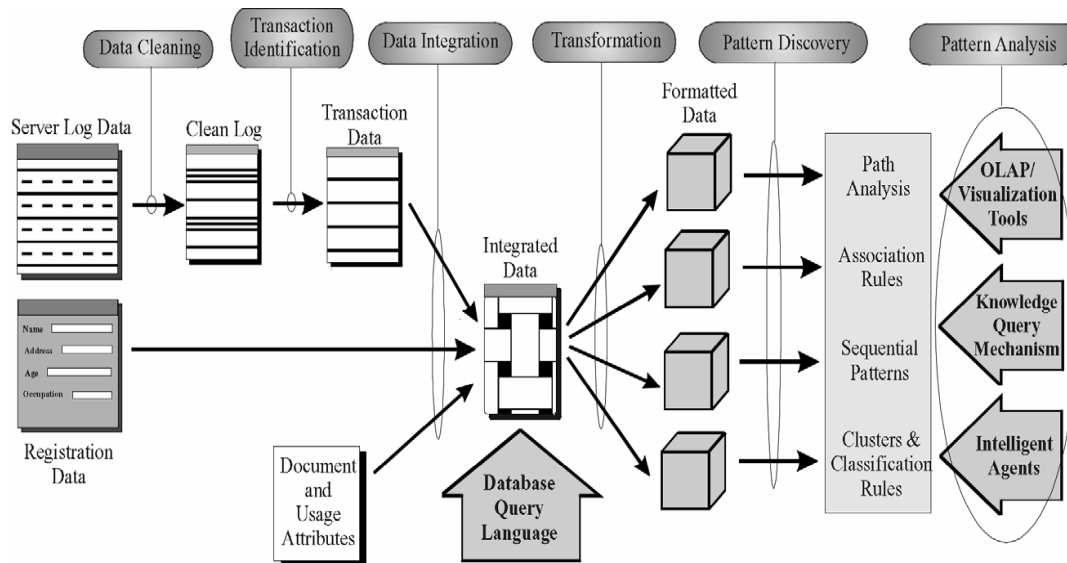 Data Cleaning
Transaction
Identification
Data Integration
Transformation
Pattern Discovery
Pattern Analysis
Server Log Data
Clean Log
Transaction
Data
Formatted
Data
Integrated
Data
Path
Analysis
Association
Rules
Sequential
Patterns
Clusters &
Classification
Rules
OLAP/
Visualization
Tools
Knowledge
Query
Mechanism
Intelligent
Agents
Name
Address
Age
Occupation
Registration
Data
Document
and
Usage
Attributes
Database
Query
Language